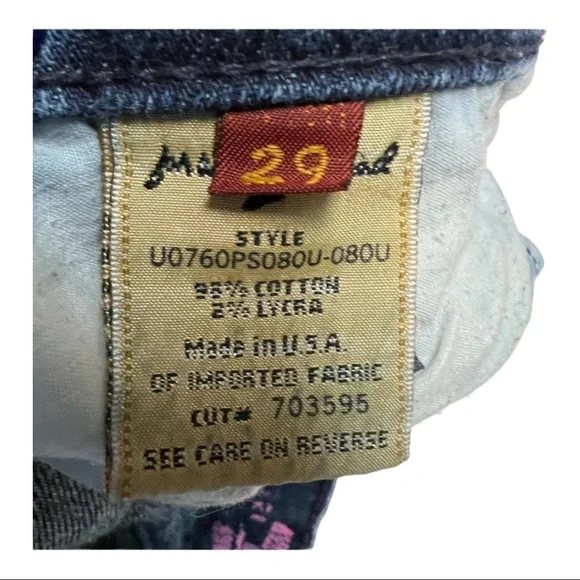 29
STYLE
U0760PS080U-080U
98% COTTON
2% LYCRA
Made in U.S.A.
OF IMPORTED FABRIC
CUT# 703595
SEE CARE ON REVERSE